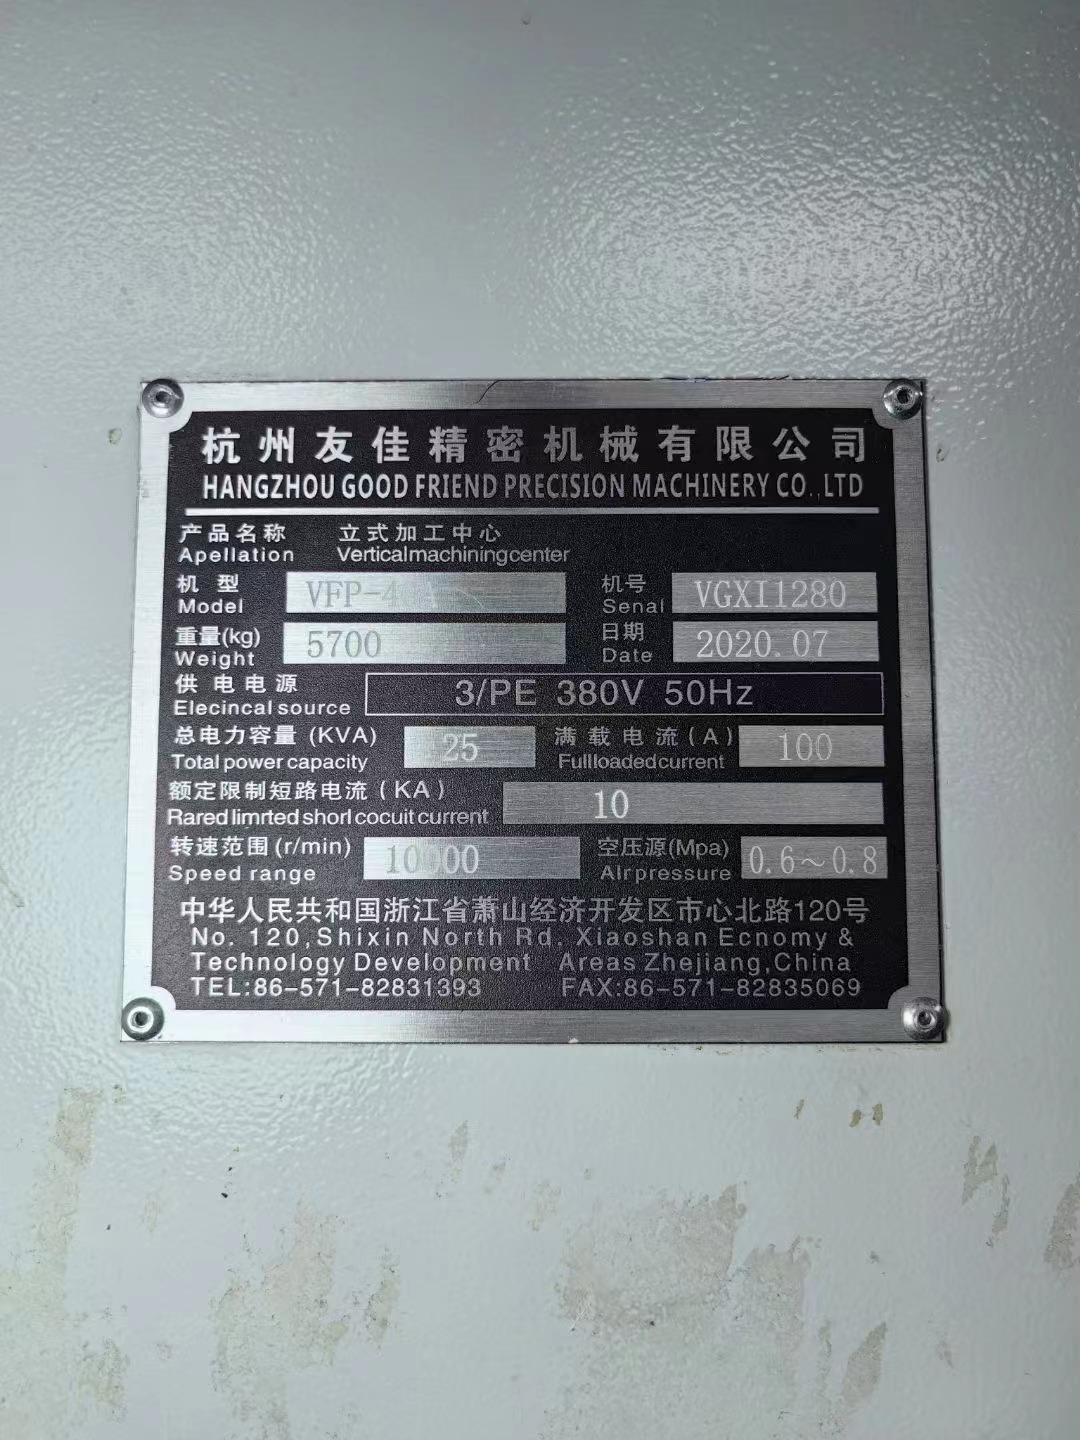 杭州友佳精密机械有限公司
HANGZHOU GOOD FRIEND PRECISION MACHINERY CO.,LTD
产品名称 立式加工中心
Apellation Verticalmachiningcenter
机型 机号 VGXI1280
Model Senal
重量(kg) 5700 日期 2020.07
Weight Date
供电电源 3/PE 380V 50Hz
Elecincal source
总电力容量 (KVA) 25 满载电流(A) 100
Total power capacity Fullloadedcurrent
额定限制短路电流(KA) 10
Rared limrted shorl cocuit current
转速范围(r/min) 10000 空压源(Mpa) 0.6~0.8
Speed range Alrpressure
中华人民共和国浙江省萧山经济开发区市心北路120号
No. 120,Shixin North Rd. Xiaoshan Ecnomy &
Technology Development Areas Zhejiang,China
TEL:86-571-82831393 FAX:86-571-82835069